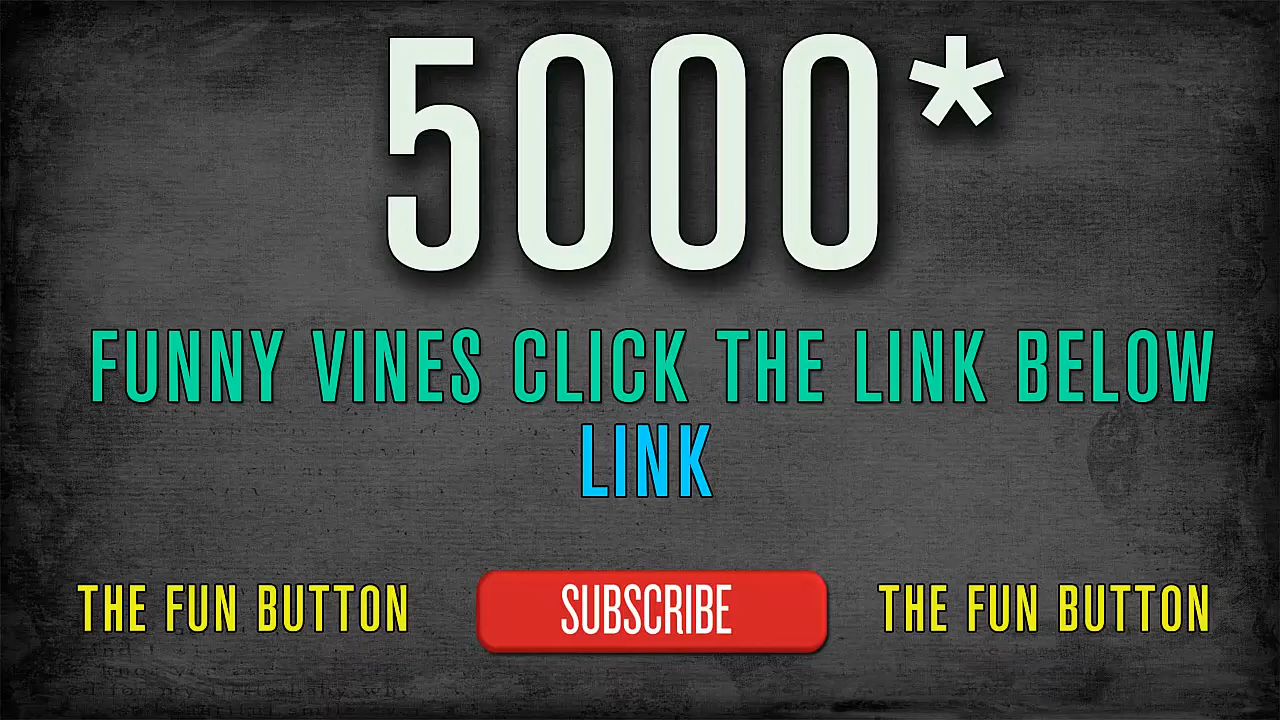 5000*
FUNNY VINES CLICK THE LINK BELOW
LINK
THE FUN BUTTON SUBSCRIBE THE FUN BUTTON